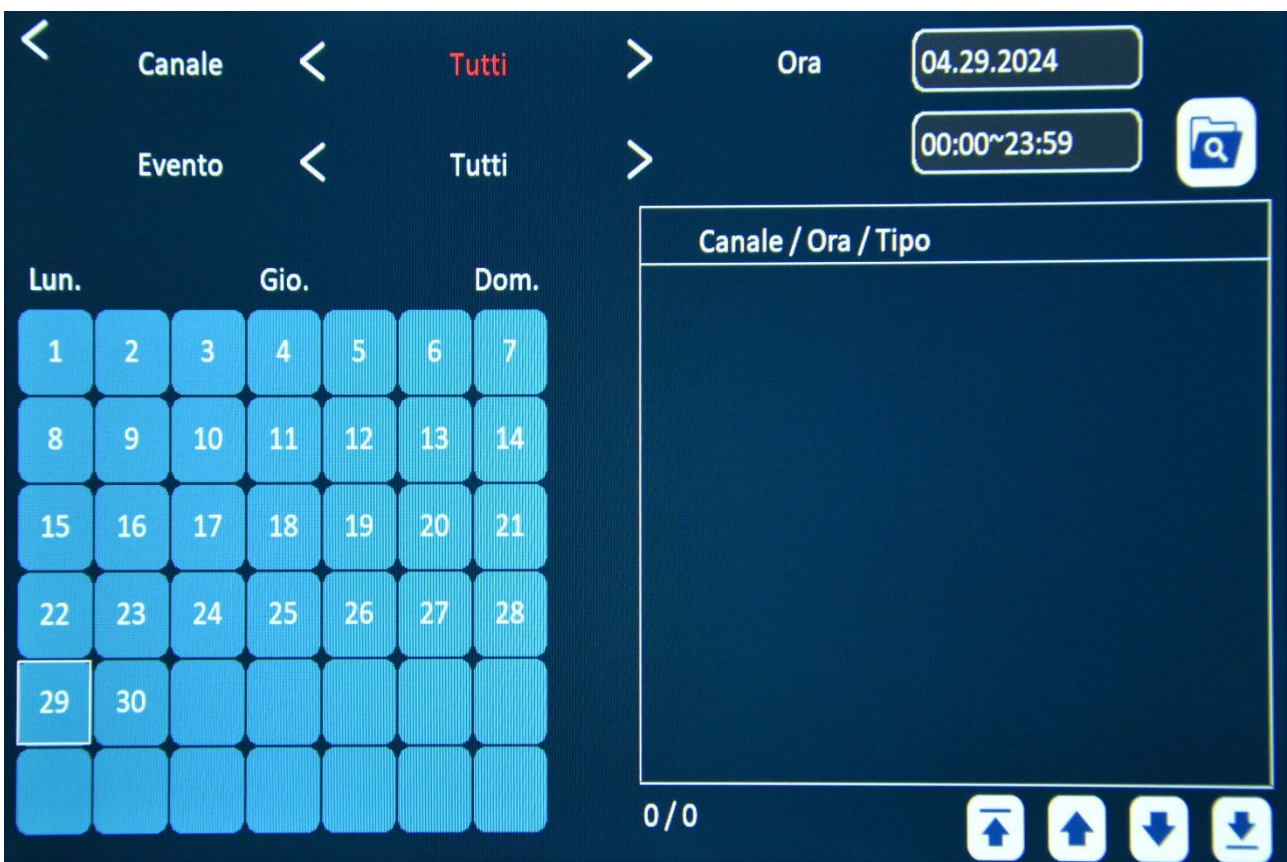 Canale < Tutti > Ora 04.29.2024
Evento < Tutti > 00:00~23:59
Canale / Ora / Tipo
Lun. Gio. Dom.
1 2 3 4 5 6 7
8 9 10 11 12 13 14
15 16 17 18 19 20 21
22 23 24 25 26 27 28
29 30
0 / 0